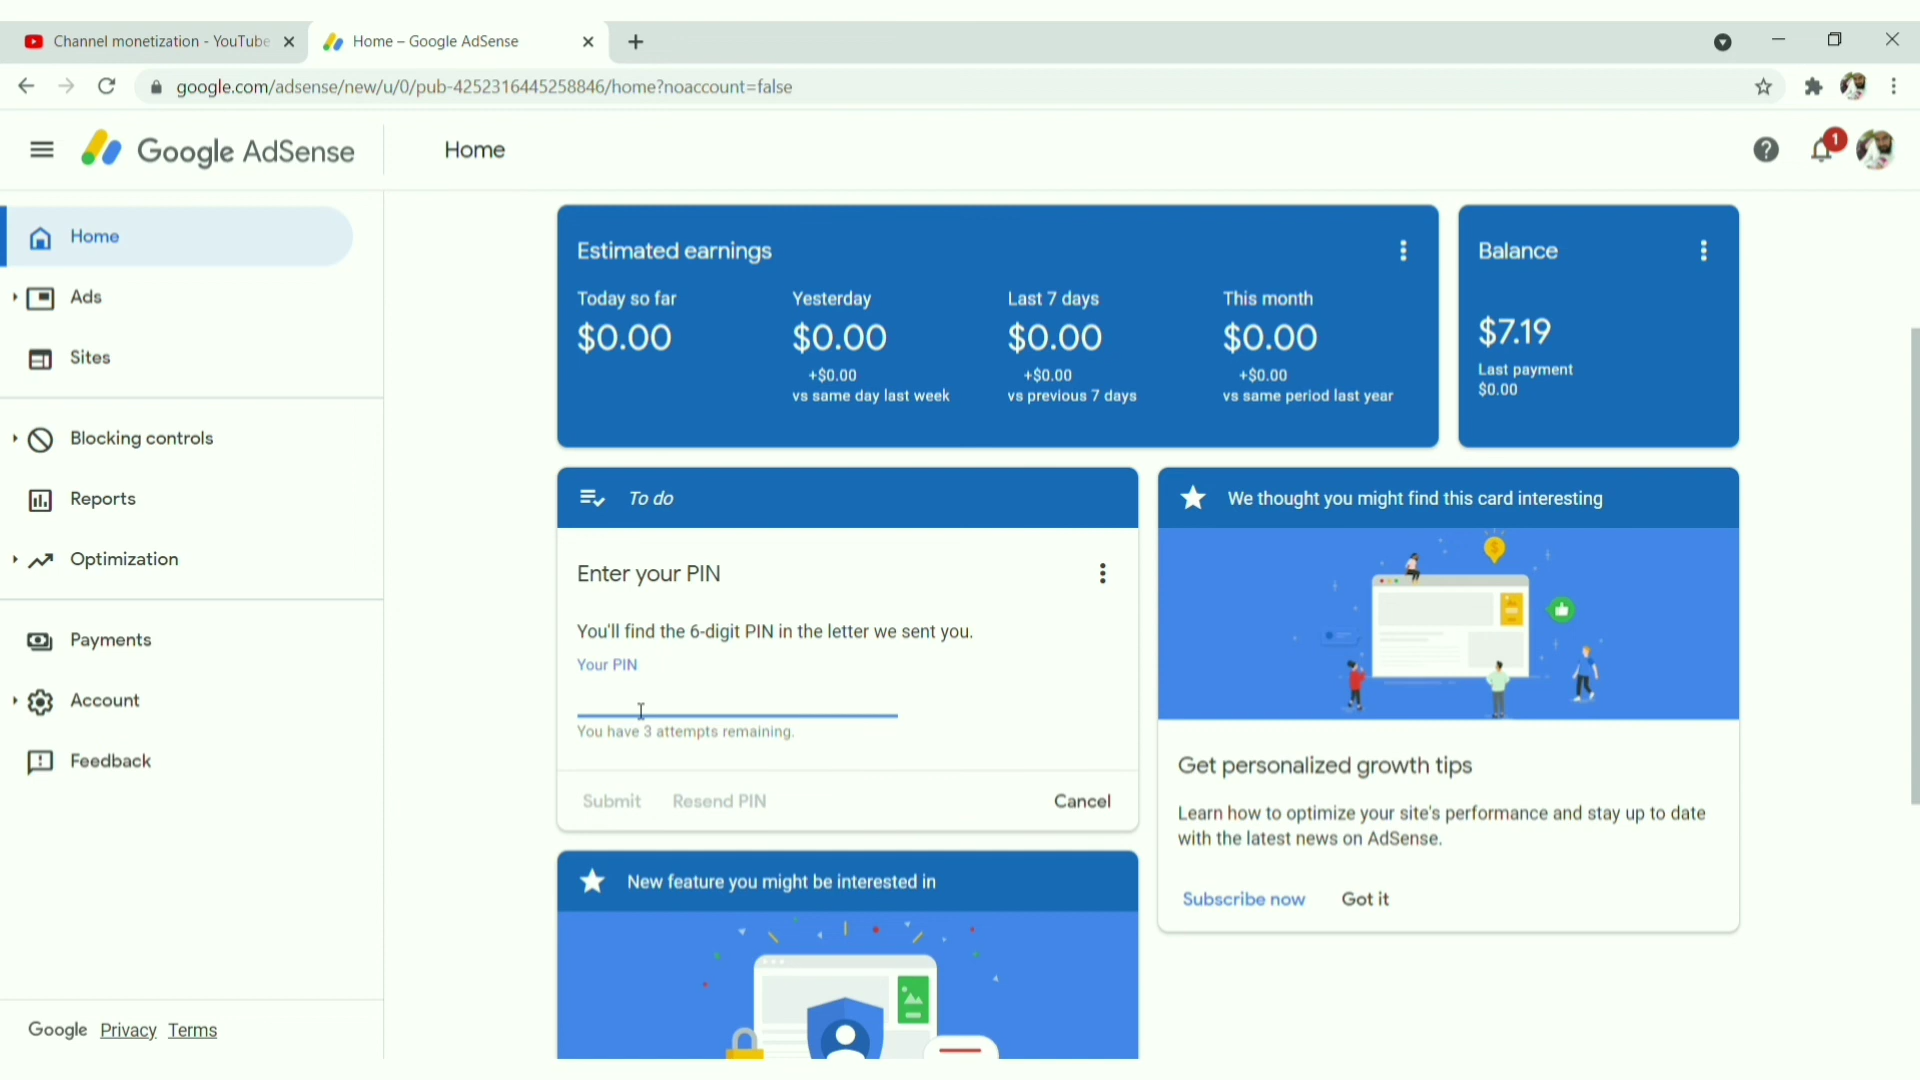 Channel monetization - YouTube
Home – Google AdSense
google.com/adsense/new/u/0/pub-4252316445258846/home?noaccount=false
Google AdSense
Home
1
Home
Ads
Sites
Blocking controls
Reports
Optimization
Payments
Account
Feedback
Google Privacy Terms
Estimated earnings
Today so far
$0.00
Yesterday
$0.00
+$0.00
vs same day last week
Last 7 days
$0.00
+$0.00
vs previous 7 days
This month
$0.00
+$0.00
vs same period last year
Balance
$7.19
Last payment
$0.00
To do
Enter your PIN
You'll find the 6-digit PIN in the letter we sent you.
Your PIN
You have 3 attempts remaining.
Submit
Resend PIN
Cancel
We thought you might find this card interesting
Get personalized growth tips
Learn how to optimize your site's performance and stay up to date
with the latest news on AdSense.
Subscribe now
Got it
New feature you might be interested in